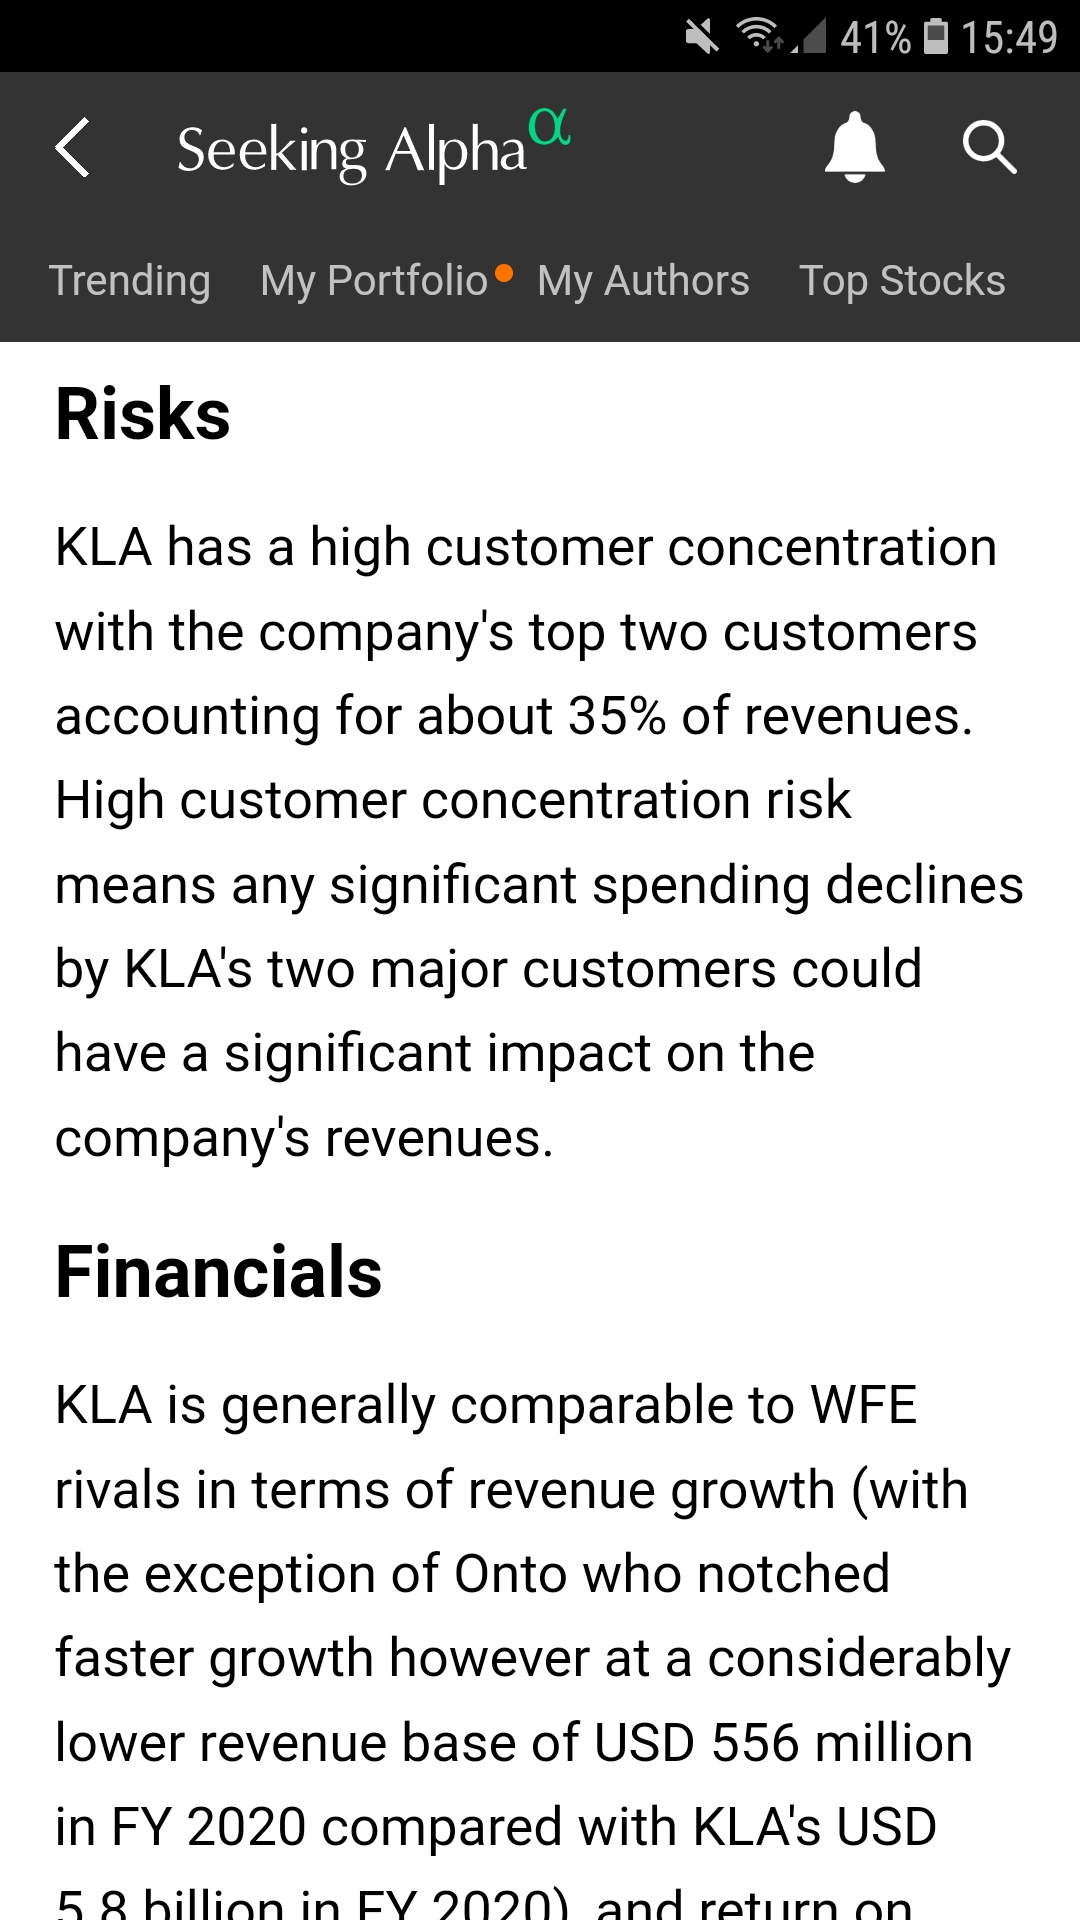 41% 15:49
Seeking Alpha α
Trending My Portfolio My Authors Top Stocks
Risks
KLA has a high customer concentration
with the company's top two customers
accounting for about 35% of revenues.
High customer concentration risk
means any significant spending declines
by KLA's two major customers could
have a significant impact on the
company's revenues.
Financials
KLA is generally comparable to WFE
rivals in terms of revenue growth (with
the exception of Onto who notched
faster growth however at a considerably
lower revenue base of USD 556 million
in FY 2020 compared with KLA's USD
5.8 billion in FY 2020), and return on